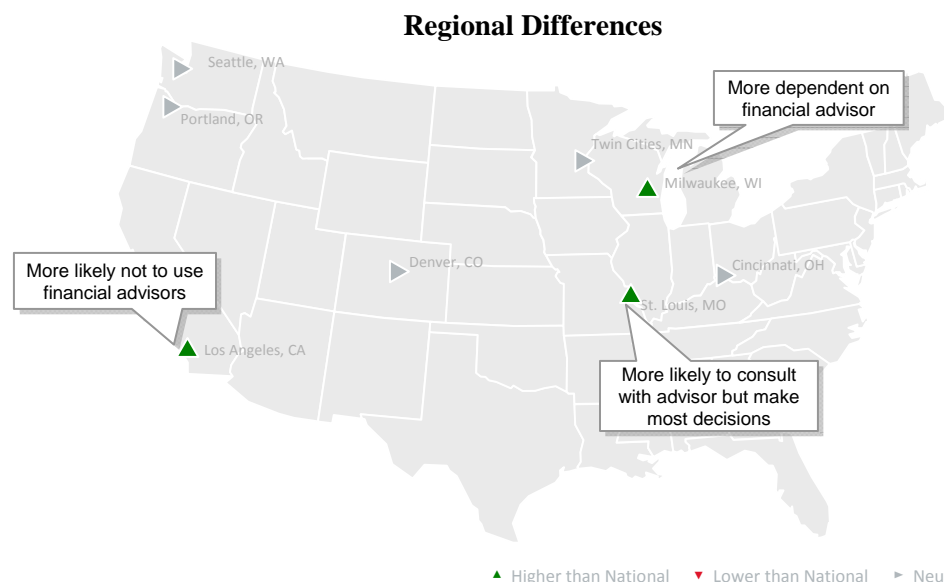 Regional Differences
Seattle, WA
Portland, OR
More dependent on
financial advisor
Twin Cities, MN
Milwaukee, WI
Denver, CO
Cincinnati, OH
More likely not to use
financial advisors
St. Louis, MO
Los Angeles, CA
More likely to consult
with advisor but make
most decisions
Higher than National Lower than National Neu